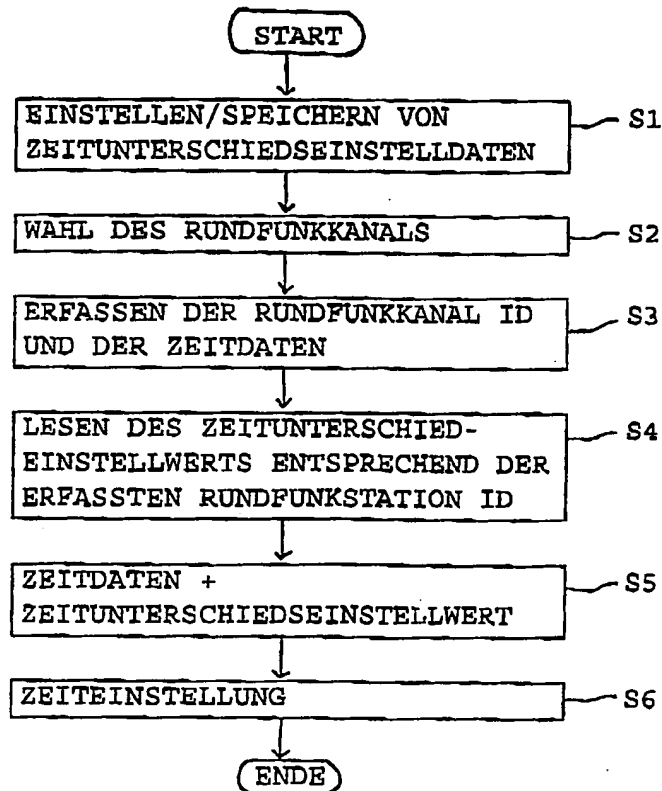 START
EINSTELLEN/SPEICHERN VON
ZEITUNTERSCHIEDSEINSTELLDATEN
S1
WAHL DES RUNDFUNKKANALS
S2
ERFASSEN DER RUNDFUNKKANAL ID
UND DER ZEITDATEN
S3
LESEN DES ZEITUNTERSCHIED-
EINSTELLWERTS ENTSPRECHEND DER
ERFASSTEN RUNDFUNKSTATION ID
S4
ZEITDATEN +
ZEITUNTERSCHIEDSEINSTELLWERT
S5
ZEITEINSTELLUNG
S6
ENDE